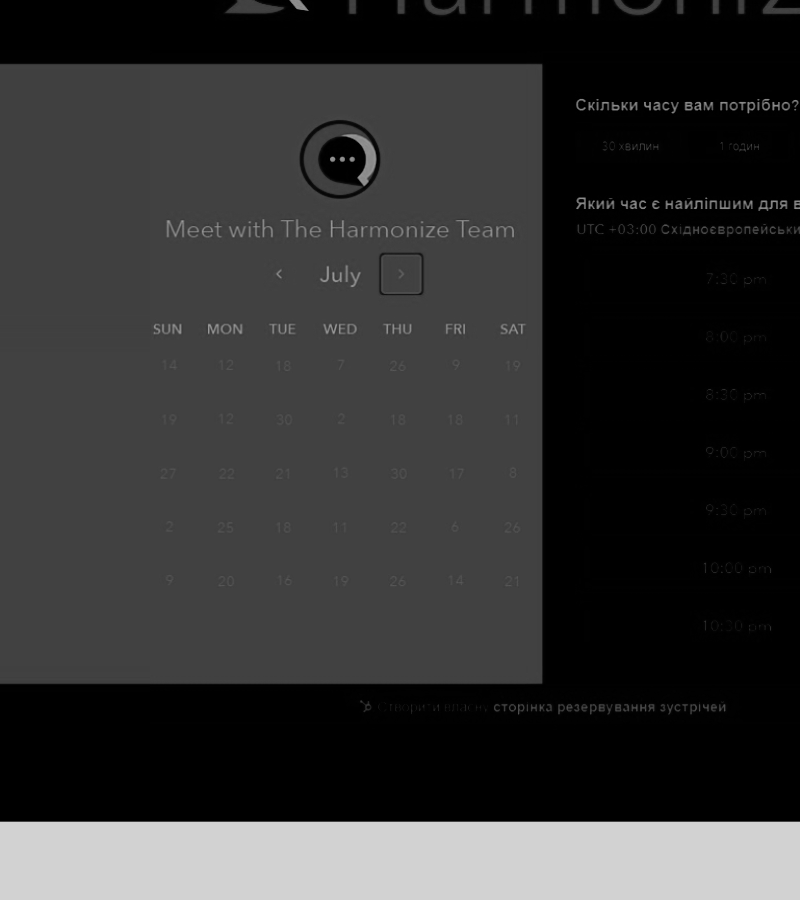 Harmoniz
Meet with The Harmonize Team
July
SUN MON TUE WED THU FRI SAT
14 12 18 7 26 9 19
19 12 30 2 18 18 11
27 22 21 13 30 17 8
2 25 18 11 22 6 26
9 20 16 19 26 14 21
Скільки часу вам потрібно?
30 хвилин 1 годин
Який час є найліпшим для в
UTC +03:00 Східноєвропейськи
7:30 pm
8:00 pm
8:30 pm
9:00 pm
9:30 pm
10:00 pm
10:30 pm
Створити власну сторінка резервування зустрічей